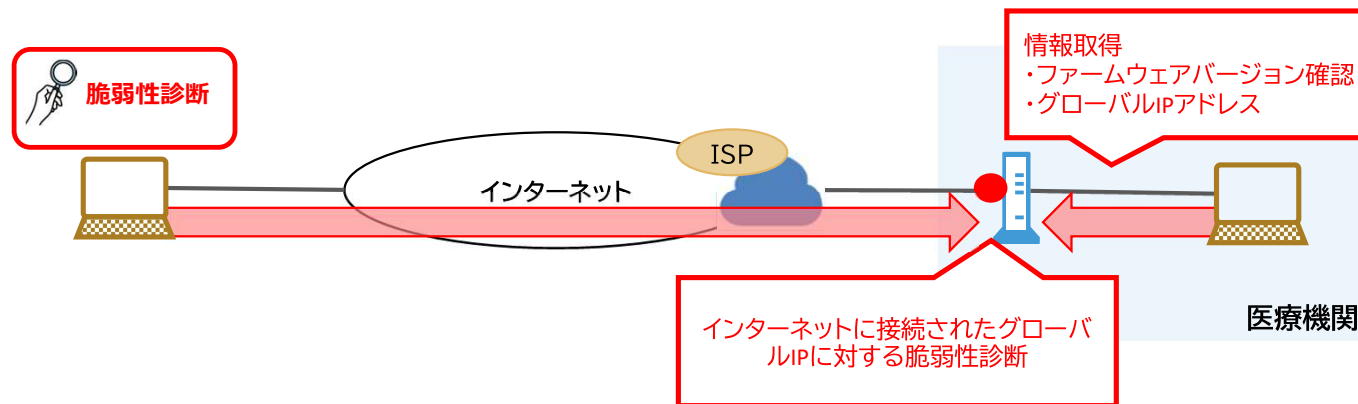 情報取得
・ファームウェアバージョン確認
・グローバルIPアドレス
脆弱性診断
ISP
インターネット
医療機関
インターネットに接続されたグローバ
ルIPに対する脆弱性診断